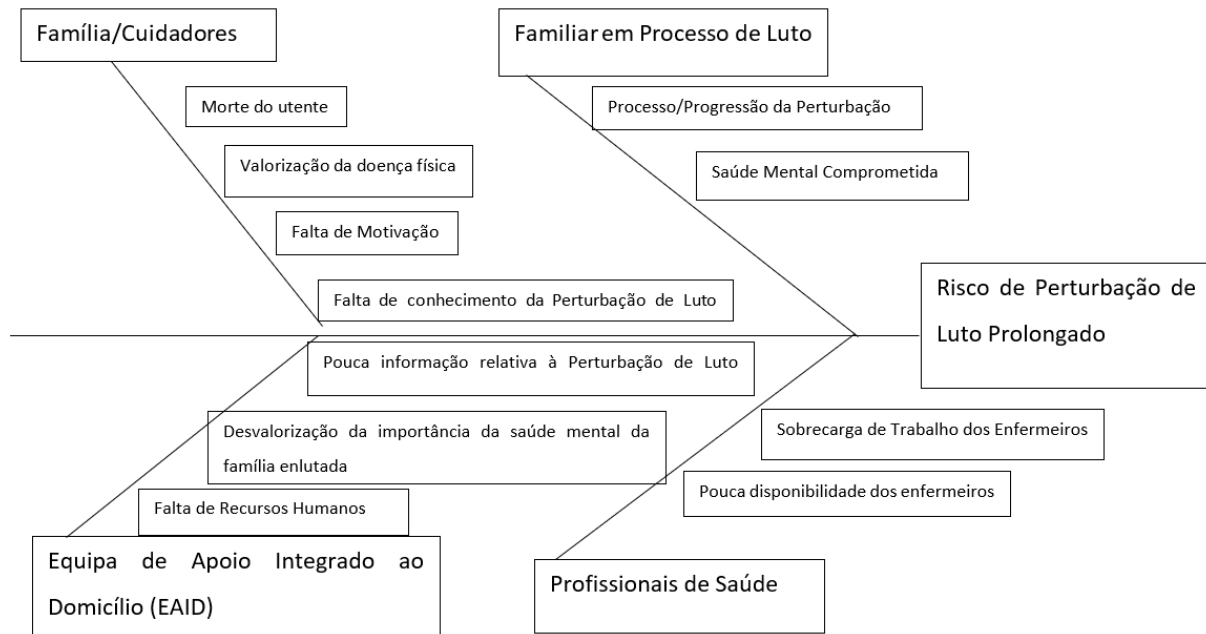 Família/Cuidadores
Familiar em Processo de Luto
Morte do utente
Processo/Progressão da Perturbação
Valorização da doença física
Saúde Mental Comprometida
Falta de Motivação
Falta de conhecimento da Perturbação de Luto
Risco de Perturbação de
Luto Prolongado
Pouca informação relativa à Perturbação de Luto
Desvalorização da importância da saúde mental da
família enlutada
Sobrecarga de Trabalho dos Enfermeiros
Pouca disponibilidade dos enfermeiros
Falta de Recursos Humanos
Equipa de Apoio Integrado ao
Domicílio (EAID)
Profissionais de Saúde